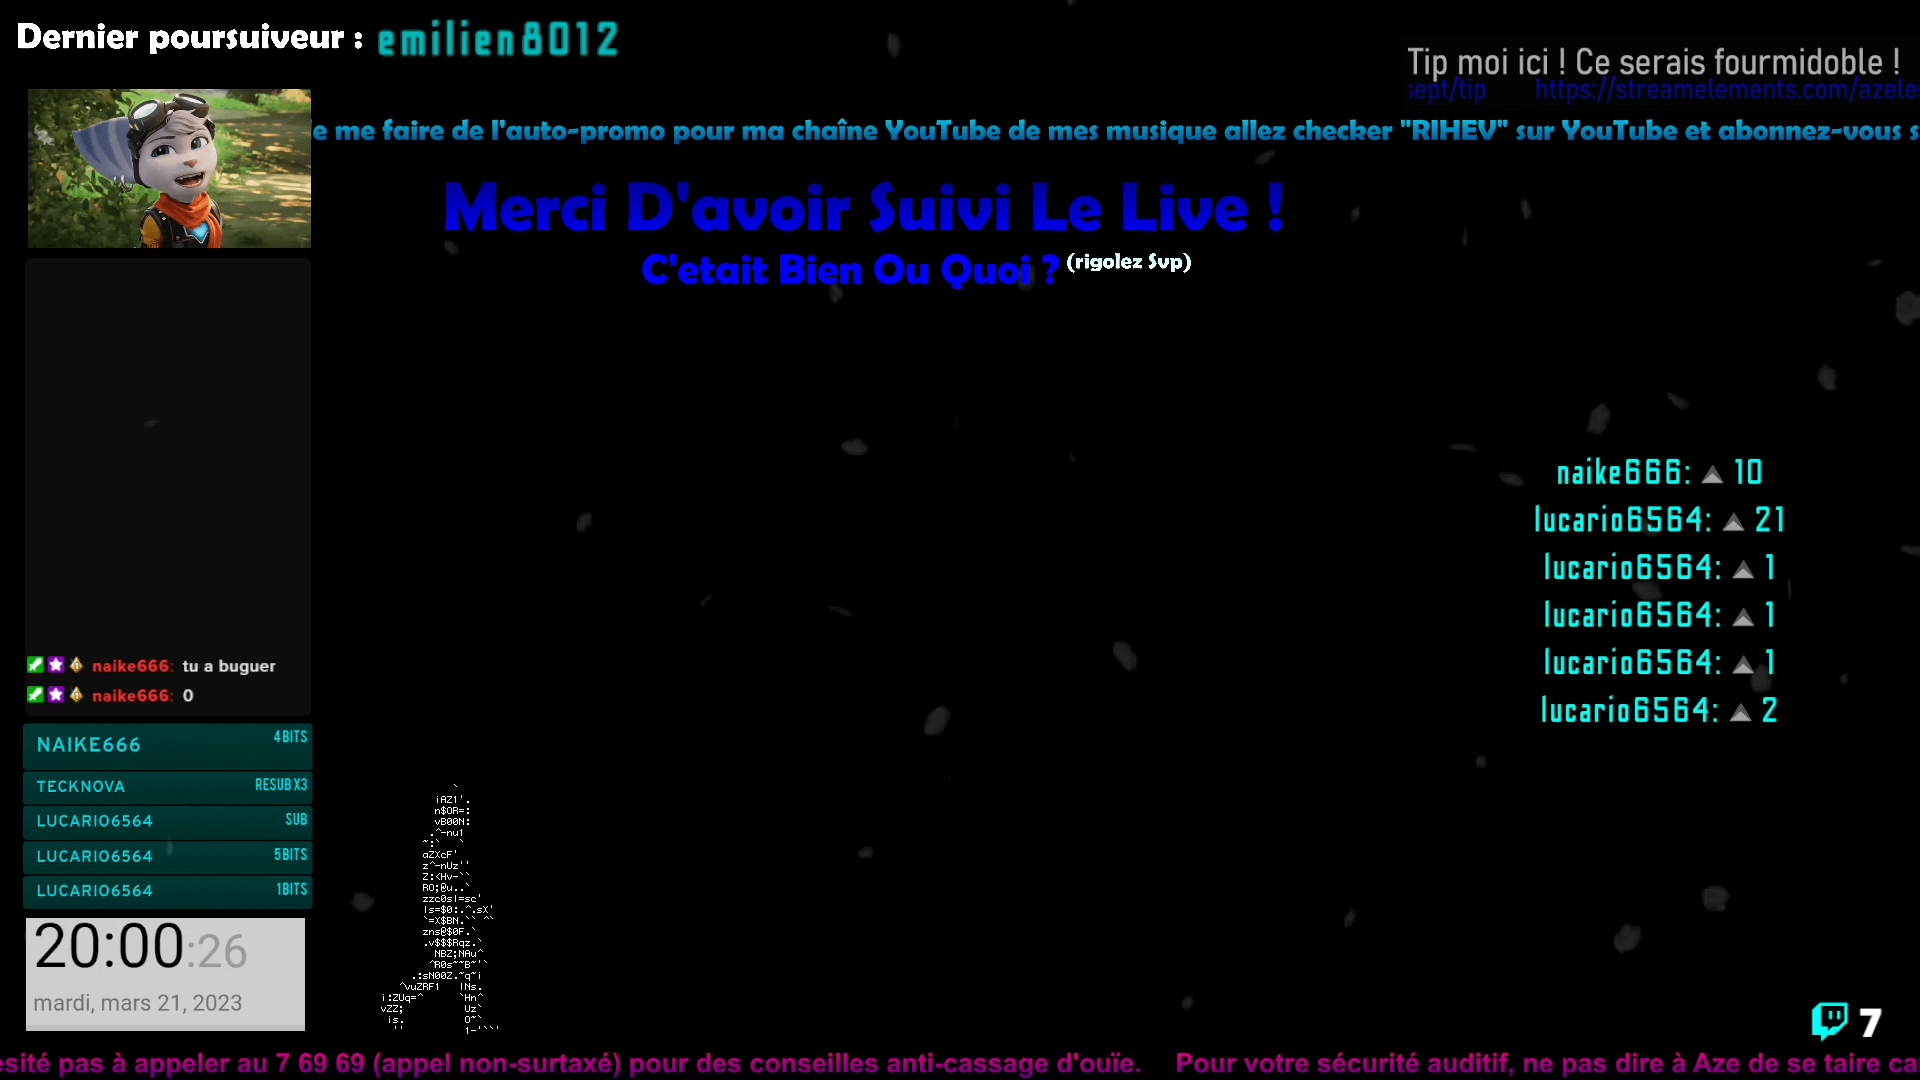 Dernier poursuiveur : emilien8012
Tip moi ici ! Ce serais fourmidoble !
sept/tip https://streamelements.com/azele
e me faire de l'auto-promo pour ma chaîne YouTube de mes musique allez checker "RIHEV" sur YouTube et abonnez-vous s
Merci D'avoir Suivi Le Live !
C'etait Bien Ou Quoi ? (rigolez Svp)
naike666: 10
lucario6564: 21
lucario6564: 1
lucario6564: 1
lucario6564: 1
lucario6564: 2
naike666: tu a buguer
naike666: 0
NAIKE666 4BITS
TECKNOVA RESUB X3
LUCARIO6564 SUB
LUCARIO6564 5BITS
LUCARIO6564 1BITS
20:00:26
mardi, mars 21, 2023
7
ésité pas à appeler au 7 69 69 (appel non-surtaxé) pour des conseilles anti-cassage d'ouïe. Pour votre sécurité auditif, ne pas dire à Aze de se taire ca